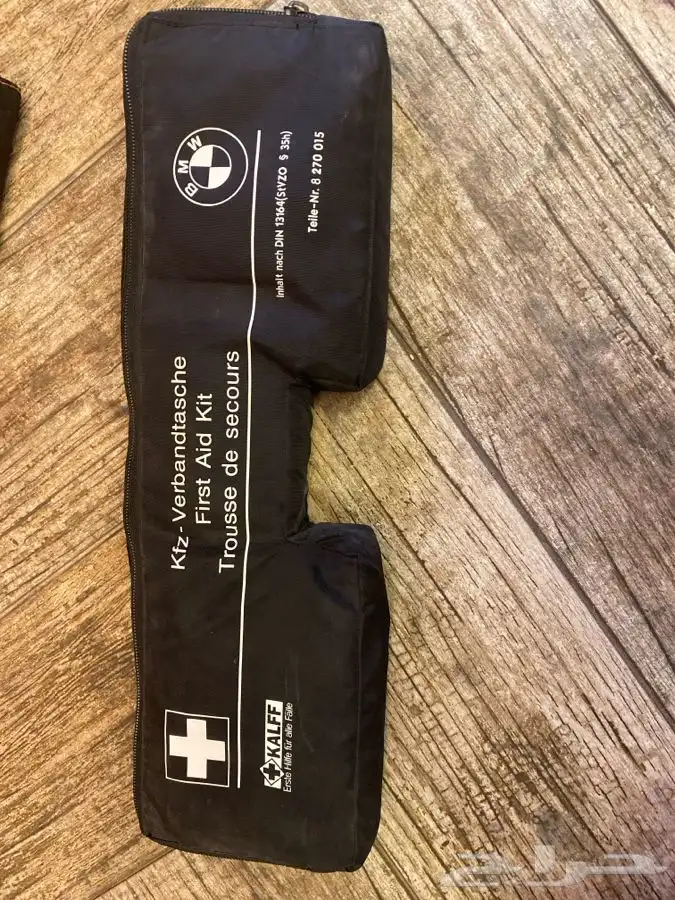 BMW
Inhalt nach DIN 13164(StVZO § 35h)
Teile-Nr. 8 270 015
Kfz-Verbandtasche
First Aid Kit
Trousse de secours
KALFF
Erste Hilfe für alle Fälle
حراج